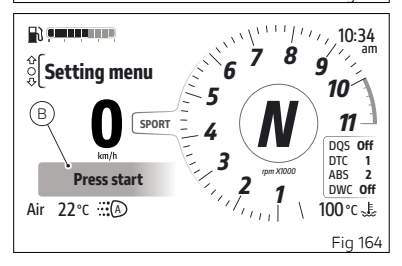 10:34
am
Setting menu
B
0
km/h
SPORT
Press start
Air 22°C A
1
2
3
4
5
6
7
8
9
10
11
N
rpm X1000
DQS Off
DTC 1
ABS 2
DWC Off
100°C
Fig 164